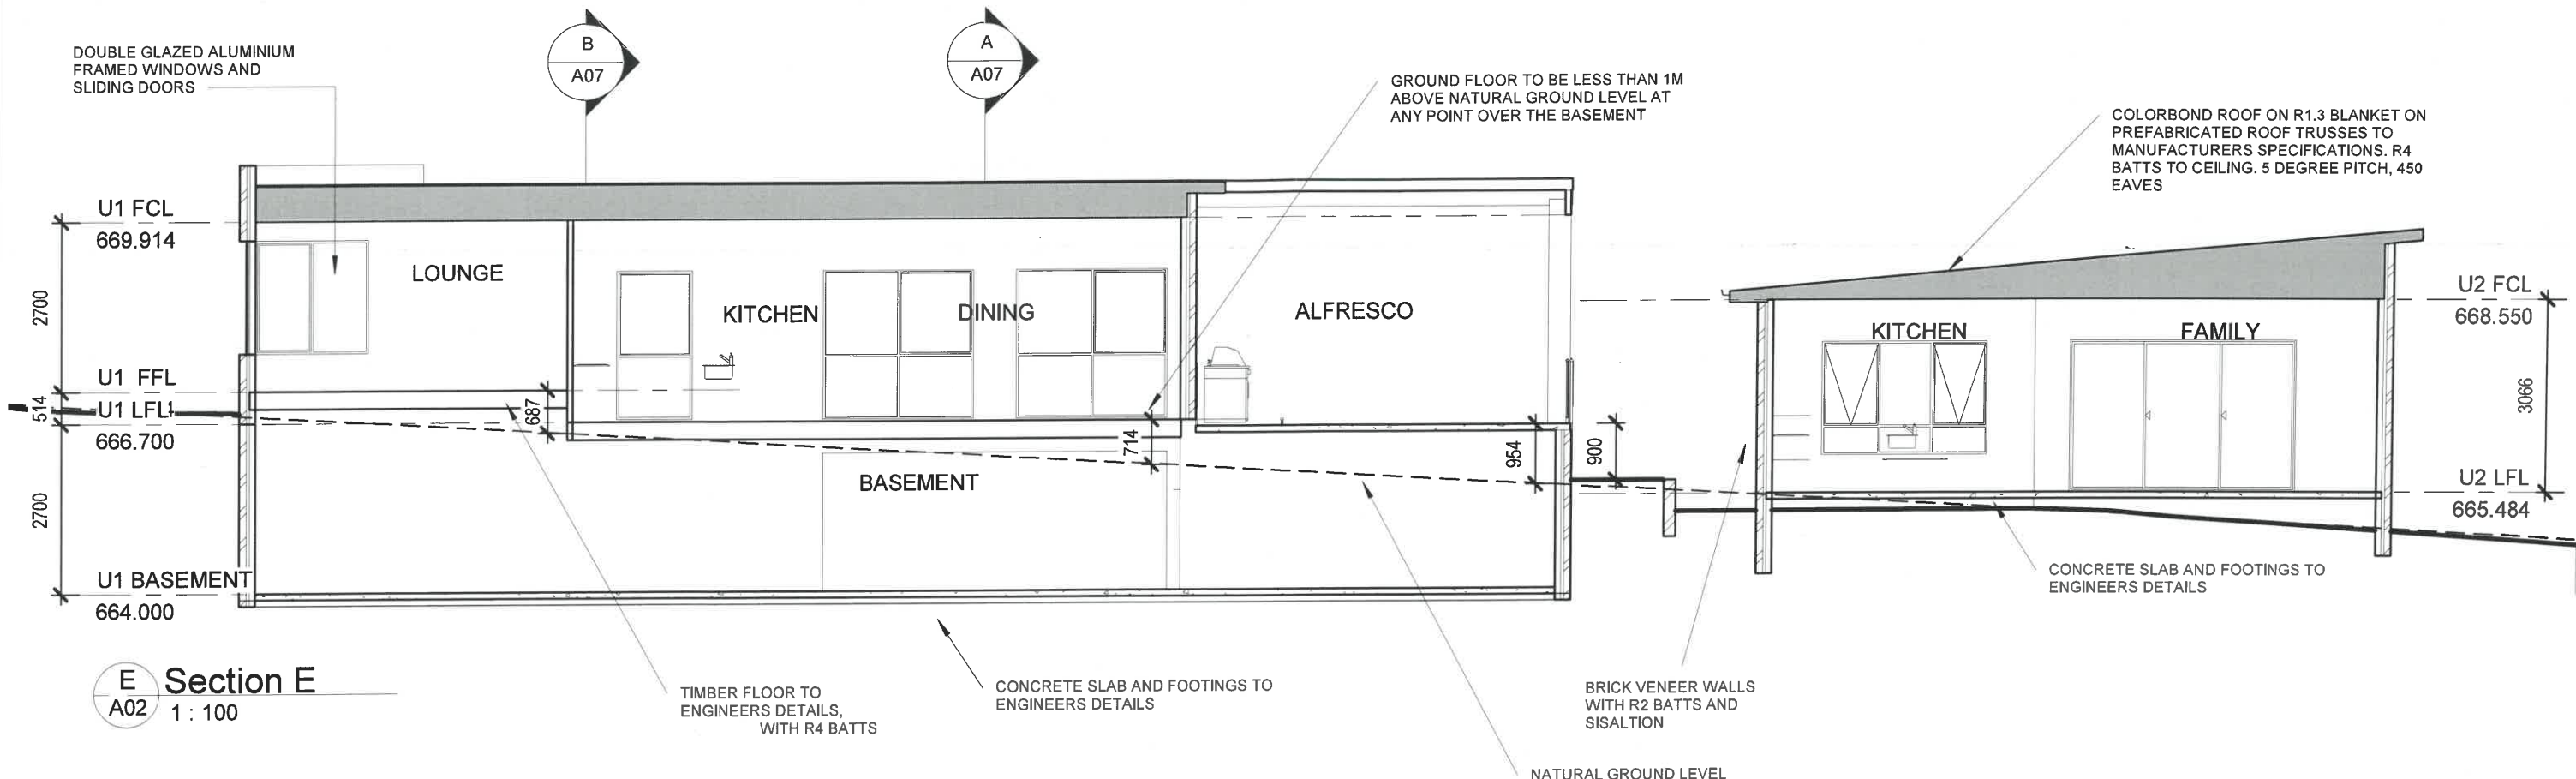 DOUBLE GLAZED ALUMINIUM
FRAMED WINDOWS AND
SLIDING DOORS
B
A07
A
A07
GROUND FLOOR TO BE LESS THAN 1M
ABOVE NATURAL GROUND LEVEL AT
ANY POINT OVER THE BASEMENT
COLORBOND ROOF ON R1.3 BLANKET ON
PREFABRICATED ROOF TRUSSES TO
MANUFACTURERS SPECIFICATIONS. R4
BATTS TO CEILING. 5 DEGREE PITCH, 450
EAVES
U1 FCL
669.914
2700
U1 FFL
514
U1 LFL
666.700
2700
U1 BASEMENT
664.000
LOUNGE
KITCHEN
DINING
ALFRESCO
687
714
954
900
BASEMENT
KITCHEN
FAMILY
U2 FCL
668.550
3066
U2 LFL
665.484
CONCRETE SLAB AND FOOTINGS TO
ENGINEERS DETAILS
E
A02
Section E
1 : 100
TIMBER FLOOR TO
ENGINEERS DETAILS,
WITH R4 BATTS
CONCRETE SLAB AND FOOTINGS TO
ENGINEERS DETAILS
BRICK VENEER WALLS
WITH R2 BATTS AND
SISALTION
NATURAL GROUND LEVEL